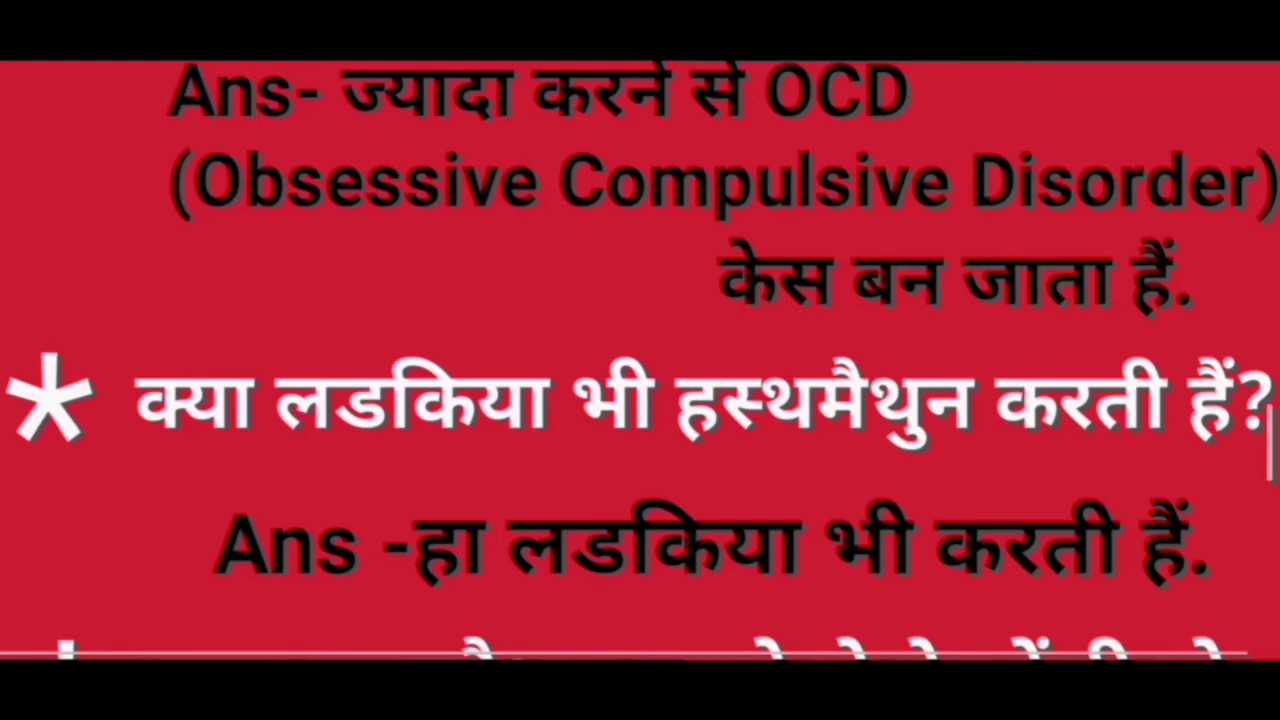 Ans- ज्यादा करने से OCD
(Obsessive Compulsive Disorder)
केस बन जाता हैं.
* क्या लडकिया भी हस्थमैथुन करती हैं?
Ans -हा लडकिया भी करती हैं.